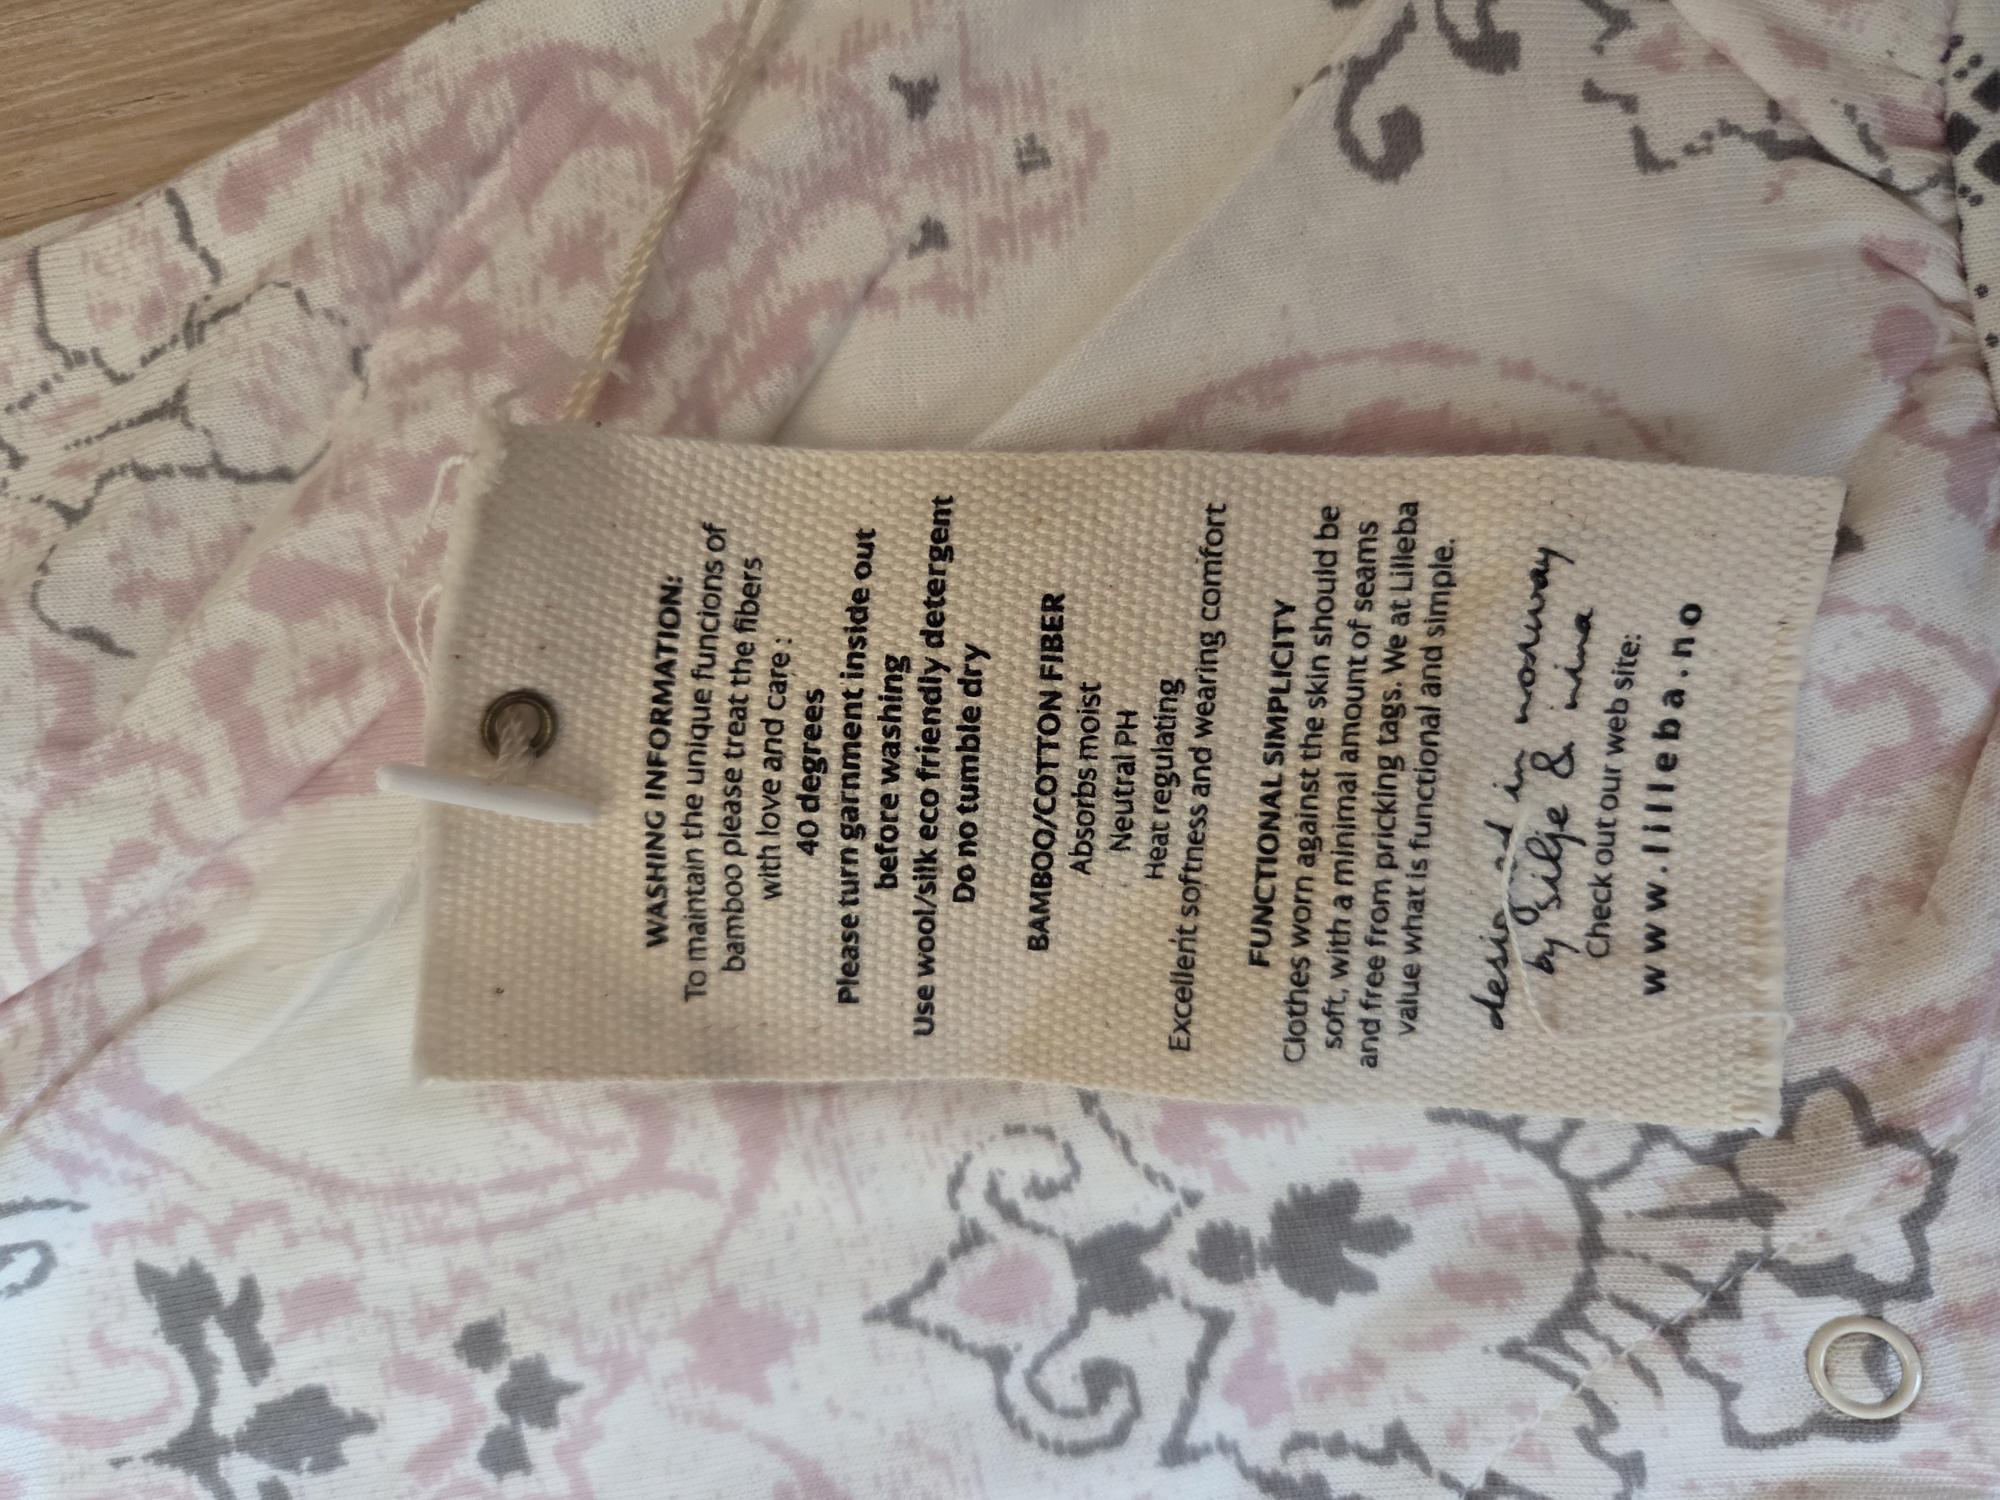 WASHING INFORMATION:
To maintain the unique funcions of
bamboo please treat the fibers
with love and care :
40 degrees
Please turn garnment inside out
before washing
Use wool/silk eco friendly detergent
Do no tumble dry
BAMBOO/COTTON FIBER
Absorbs moist
Neutral PH
Heat regulating
Excellent softness and wearing comfort
FUNCTIONAL SIMPLICITY
Clothes worn against the skin should be
soft, with a minimal amount of seams
and free from pricking tags. We at Lilleba
value what is functional and simple.
designed in norway
by Silje & nina
Check out our web site:
www.lilleba.no